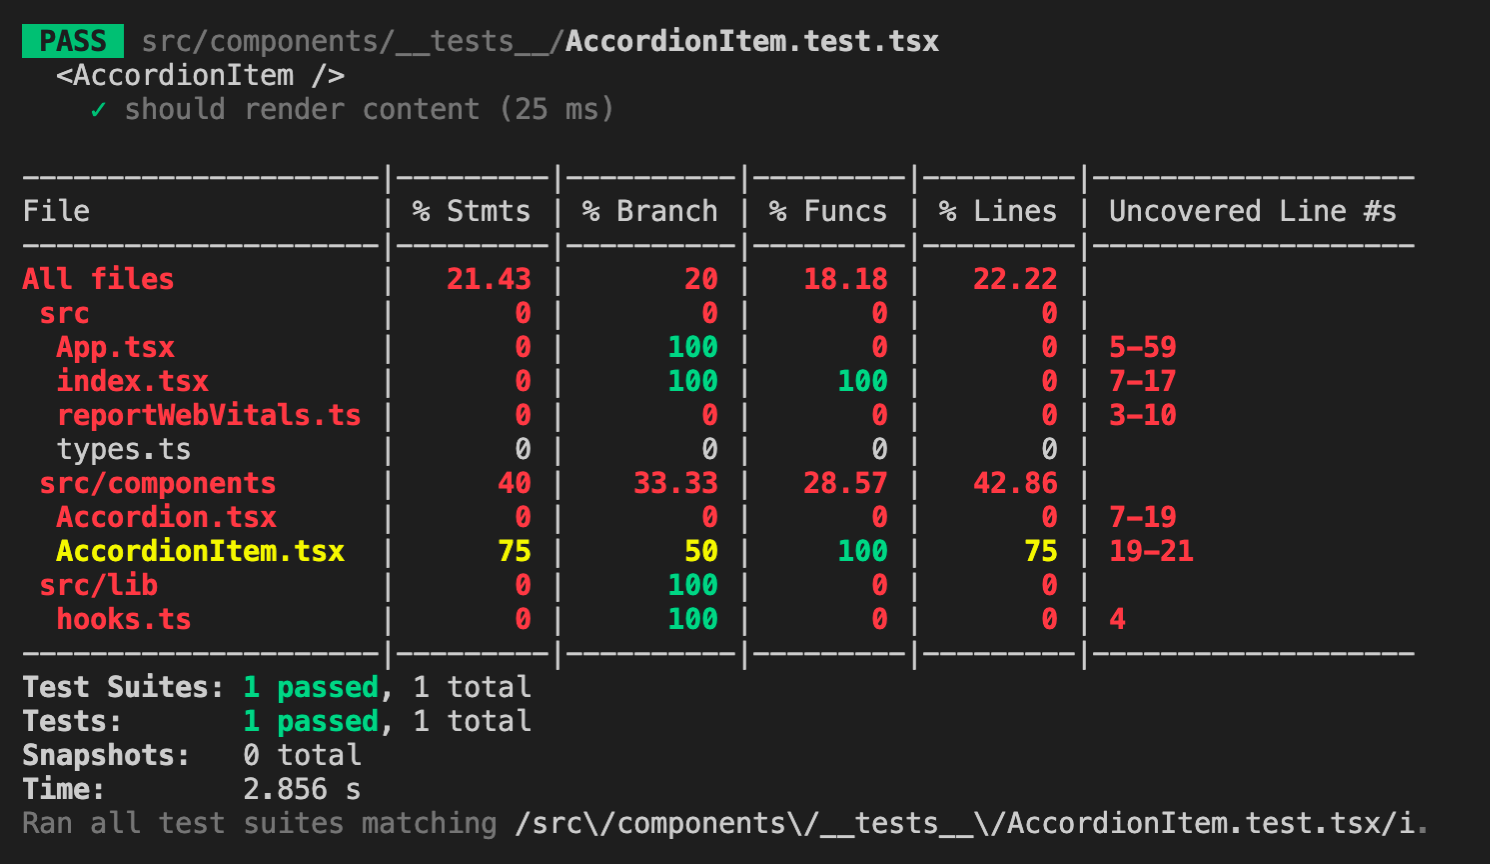 PASS src/components/__tests__/AccordionItem.test.tsx
  <AccordionItem />
    ✓ should render content (25 ms)
---------------------|---------|----------|---------|---------|-------------------
File                 | % Stmts | % Branch | % Funcs | % Lines | Uncovered Line #s
---------------------|---------|----------|---------|---------|-------------------
All files            |   21.43 |       20 |   18.18 |   22.22 |
 src                 |       0 |        0 |       0 |       0 |
  App.tsx            |       0 |      100 |       0 |       0 | 5-59
  index.tsx          |       0 |      100 |     100 |       0 | 7-17
  reportWebVitals.ts |       0 |        0 |       0 |       0 | 3-10
  types.ts           |       0 |        0 |       0 |       0 |
 src/components      |      40 |    33.33 |   28.57 |   42.86 |
  Accordion.tsx      |       0 |        0 |       0 |       0 | 7-19
  AccordionItem.tsx  |      75 |       50 |     100 |      75 | 19-21
 src/lib             |       0 |      100 |       0 |       0 |
  hooks.ts           |       0 |      100 |       0 |       0 | 4
---------------------|---------|----------|---------|---------|-------------------
Test Suites: 1 passed, 1 total
Tests:       1 passed, 1 total
Snapshots:   0 total
Time:        2.856 s
Ran all test suites matching /src\/components\/__tests__\/AccordionItem.test.tsx/i.